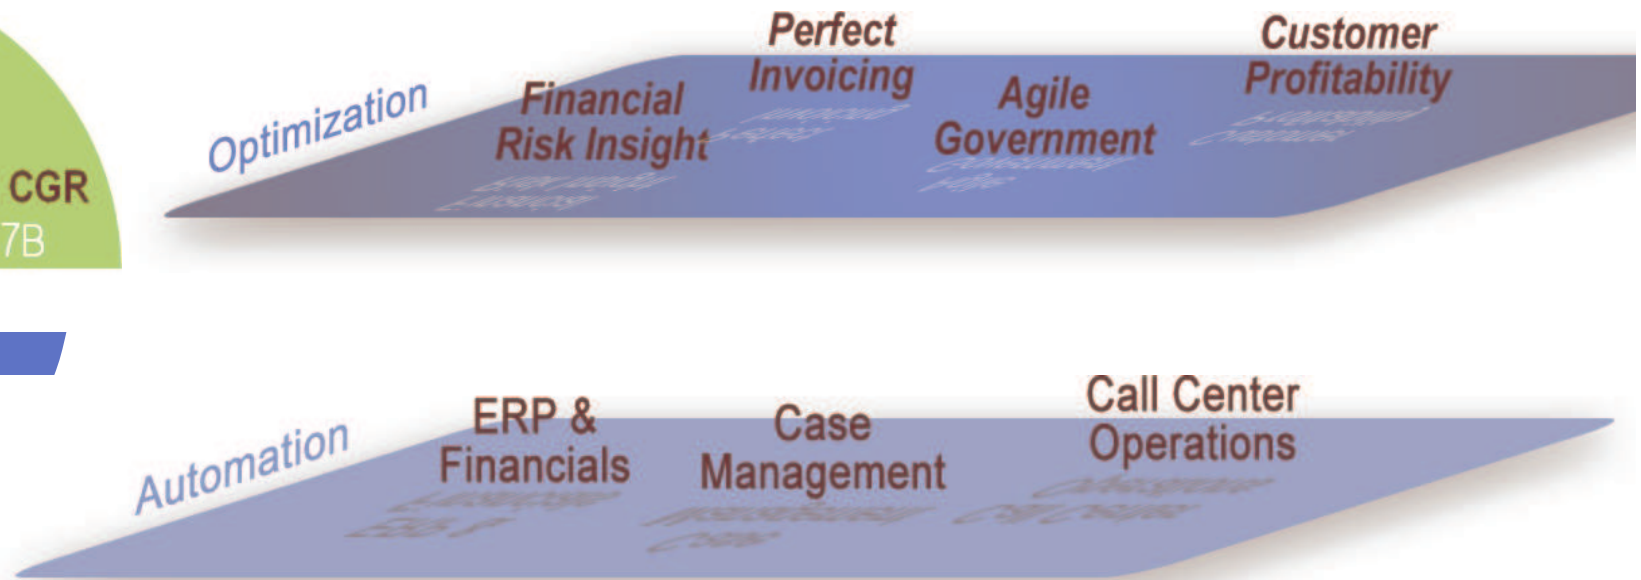 Perfect
Invoicing
Customer
Profitability
Financial
Risk Insight
Agile
Government
Optimization
CGR
7B
ERP &
Financials
Case
Management
Call Center
Operations
Automation